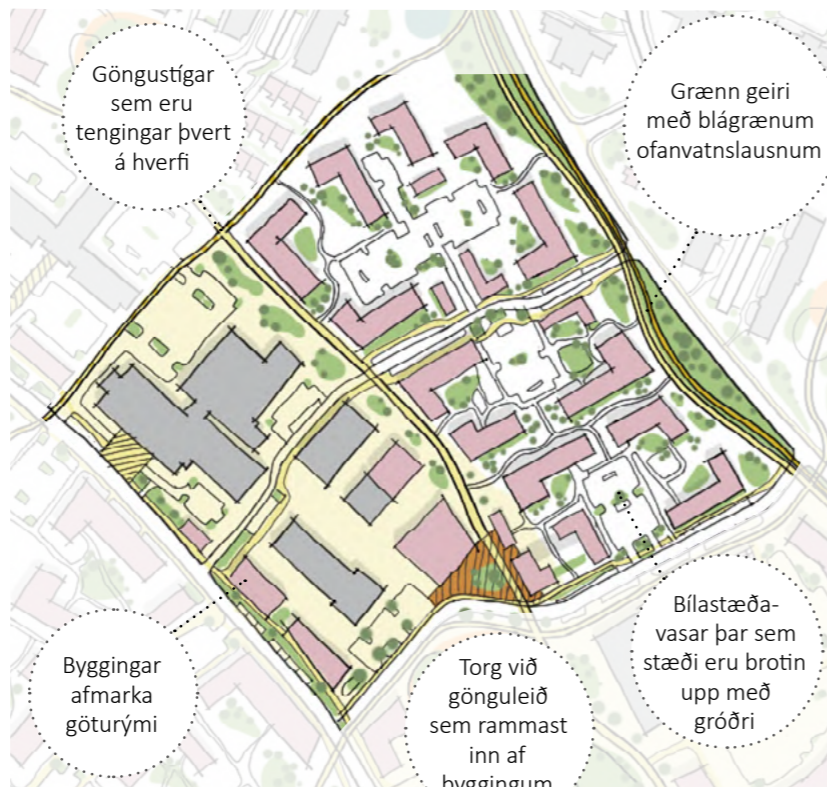 Göngustígar
sem eru
tengingar þvert
á hverfi
Grænn geiri
með blágrænum
ofanvatnslausnum
Byggingar
afmarka
göturými
Torg við
gönguleið
sem rammast
inn af
byggingum
Bílastæða-
vasar þar sem
stæði eru brotin
upp með
gróðri